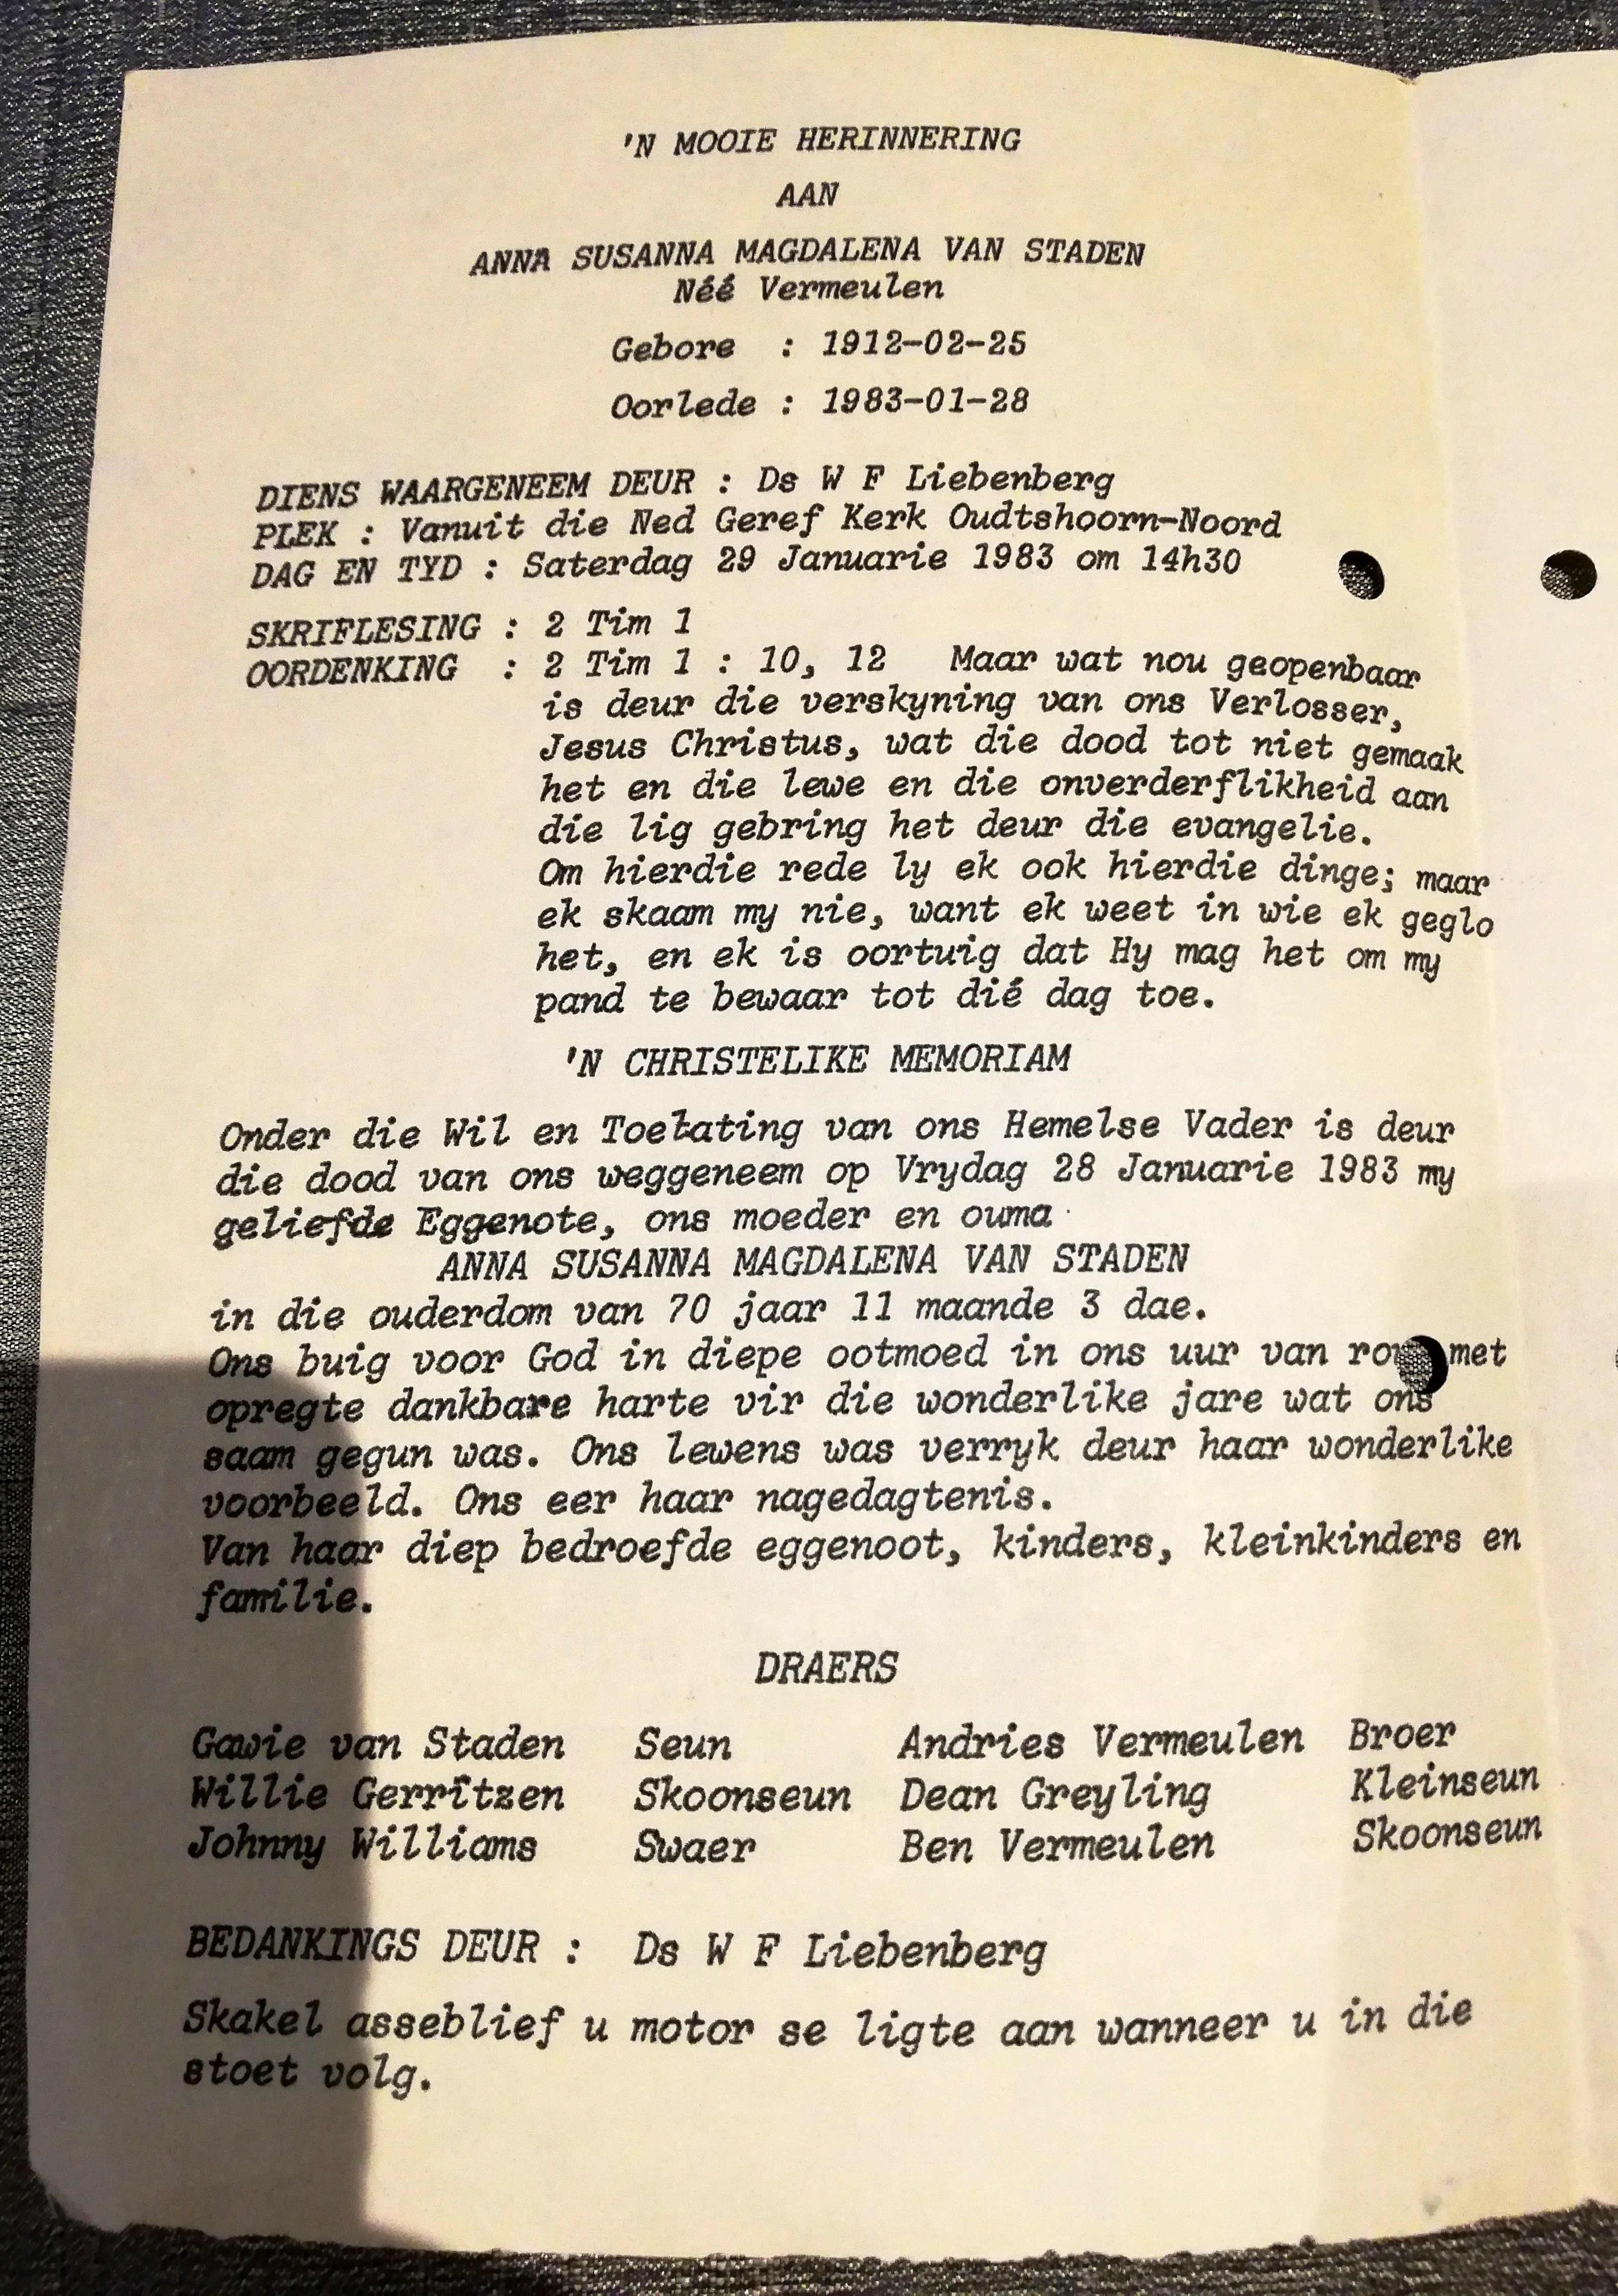 'N MOOIE HERINNERING
AAN
ANNA SUSANNA MAGDALENA VAN STADEN
Néé Vermeulen
Gebore : 1912-02-25
Oorlede : 1983-01-28
DIENS WAARGENEEM DEUR : Ds W F Liebenberg
PLEK : Vanuit die Ned Geref Kerk Oudtshoorn-Noord
DAG EN TYD : Saterdag 29 Januarie 1983 om 14h30
SKRIFLESING : 2 Tim 1
OORDENKING : 2 Tim 1 : 10, 12 Maar wat nou geopenbaar
is deur die verskyning van ons Verlosser,
Jesus Christus, wat die dood tot niet gemaak
het en die lewe en die onverderflikheid aan
die lig gebring het deur die evangelie.
Om hierdie rede ly ek ook hierdie dinge; maar
ek skaam my nie, want ek weet in wie ek geglo
het, en ek is oortuig dat Hy mag het om my
pand te bewaar tot dié dag toe.
'N CHRISTELIKE MEMORIAM
Onder die Wil en Toelating van ons Hemelse Vader is deur
die dood van ons weggeneem op Vrydag 28 Januarie 1983 my
geliefde Eggenote, ons moeder en ouma
ANNA SUSANNA MAGDALENA VAN STADEN
in die ouderdom van 70 jaar 11 maande 3 dae.
Ons buig voor God in diepe ootmoed in ons uur van met
opregte dankbare harte vir die wonderlike jare wat ons
saam gegun was. Ons lewens was verryk deur haar wonderlike
voorbeeld. Ons eer haar nagedagtenis.
Van haar diep bedroefde eggenoot, kinders, kleinkinders en
familie.
DRAERS
Gawie van Staden Seun Andries Vermeulen Broer
Willie Gerritzen Skoonseun Dean Greyling Kleinseun
Johnny Williams Swaer Ben Vermeulen Skoonseun
BEDANKINGS DEUR : Ds W F Liebenberg
Skakel asseblief u motor se ligte aan wanneer u in die
stoet volg.